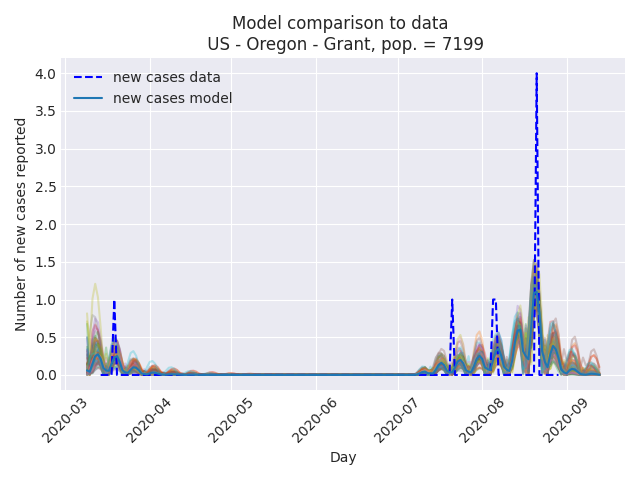 Model comparison to data
US - Oregon - Grant, pop. = 7199
new cases data
new cases model
Number of new cases reported
4.0
3.5
3.0
2.5
2.0
1.5
1.0
0.5
0.0
2020-03
2020-04
2020-05
2020-06
2020-07
2020-08
2020-09
Day